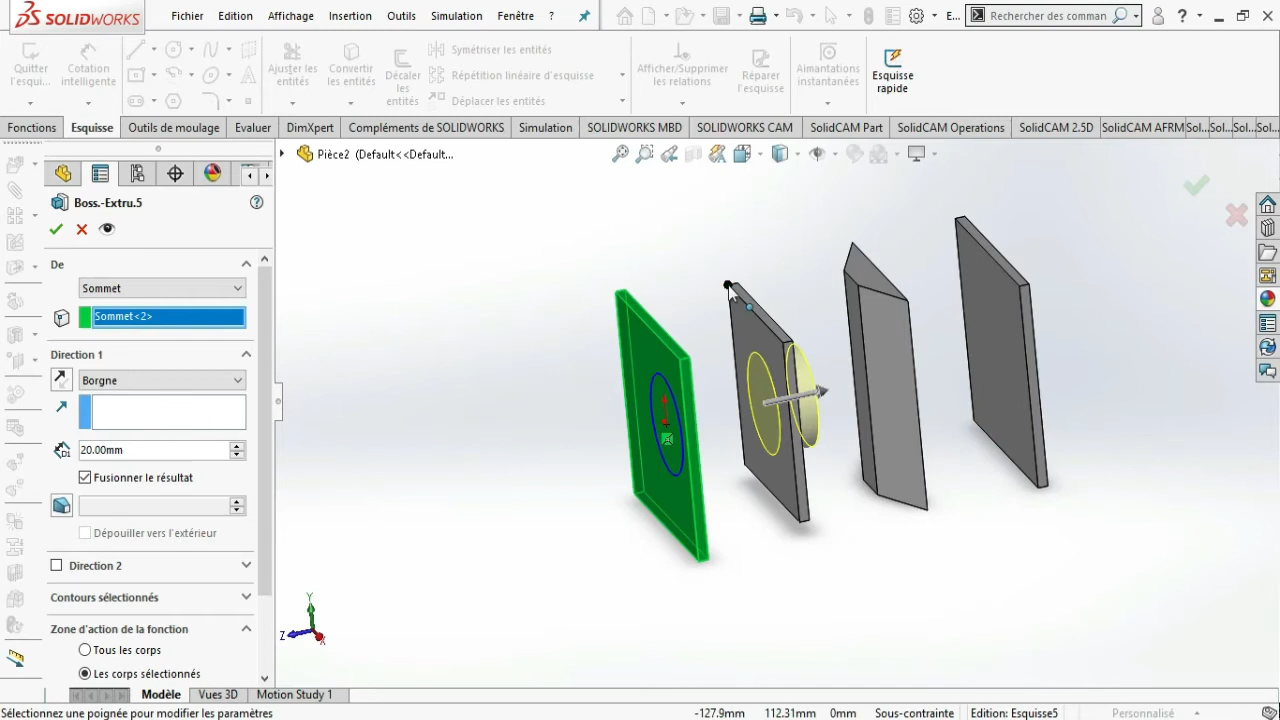 SOLIDWORKS
Fichier Edition Affichage Insertion Outils Simulation Fenêtre ? E... Rechercher des comman ?
Quitter l'esqui... Cotation intelligente Ajuster les entités Convertir les entités Décaler les entités Symétriser les entités Répétition linéaire d'esquisse Déplacer les entités Afficher/Supprimer les relations Réparer l'esquisse Aimantations instantanées Esquisse rapide
Fonctions Esquisse Outils de moulage Evaluer DimXpert Compléments de SOLIDWORKS Simulation SOLIDWORKS MBD SOLIDWORKS CAM SolidCAM Part SolidCAM Operations SolidCAM 2.5D SolidCAM AFRM Sol... Sol... Sol... Sol...
Pièce2 (Default<<Default...
Boss.-Extru.5
De
Sommet
Sommet<2>
Direction 1
Borgne
20.00mm
Fusionner le résultat
Dépouiller vers l'extérieur
Direction 2
Contours sélectionnés
Zone d'action de la fonction
Tous les corps
Les corps sélectionnés
Y
Z
X
Modèle Vues 3D Motion Study 1
Sélectionnez une poignée pour modifier les paramètres -127.9mm 112.31mm 0mm Sous-contrainte Edition: Esquisse5 Personnalisé